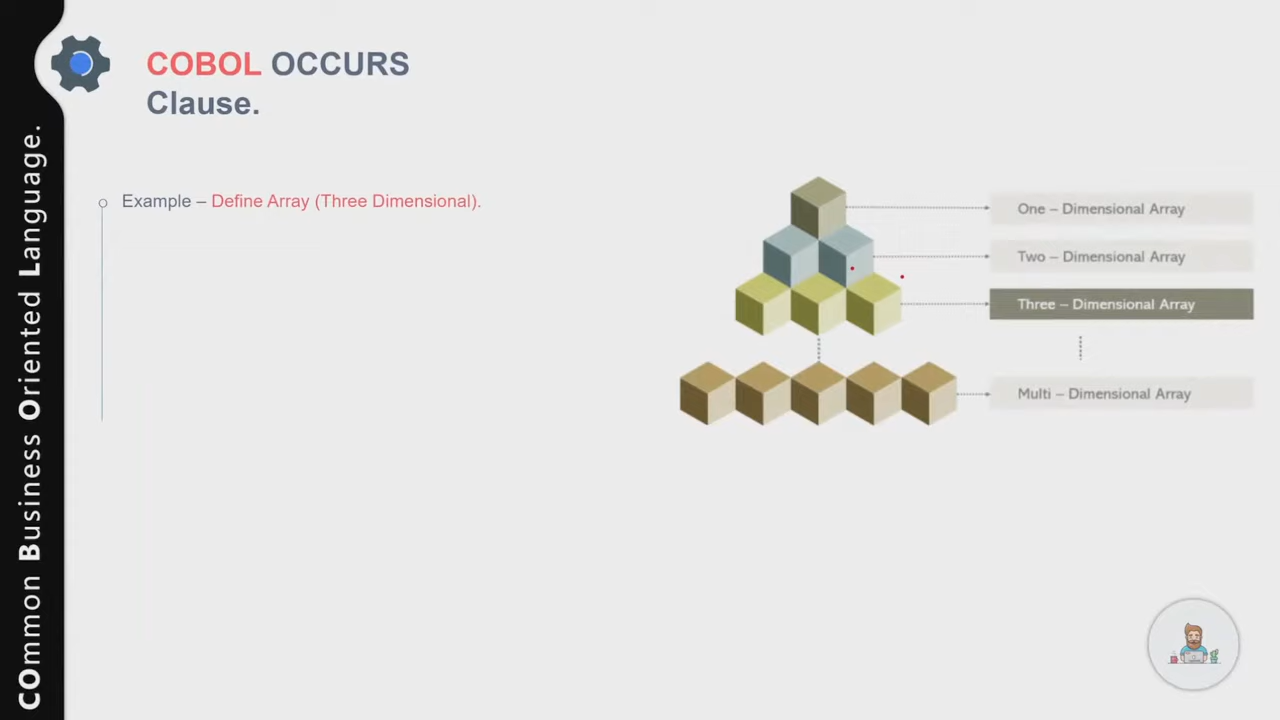 COBOL OCCURS
Clause.
COmmon Business Oriented Language.
Example – Define Array (Three Dimensional).
One – Dimensional Array
Two – Dimensional Array
Three – Dimensional Array
Multi – Dimensional Array